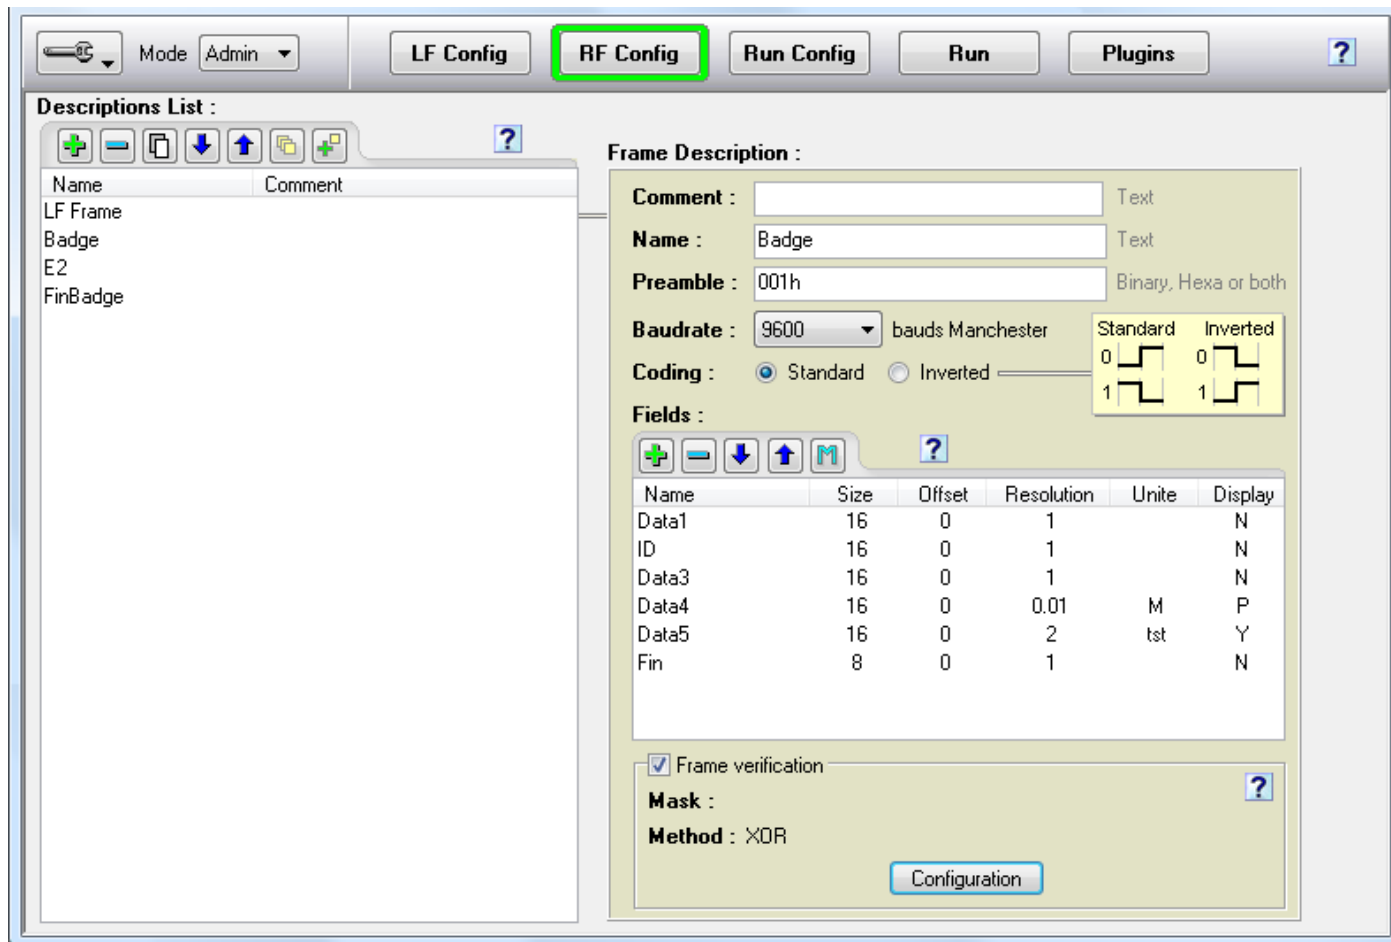 Mode Admin LF Config RF Config Run Config Run Plugins ?
Descriptions List :
?
Name Comment
LF Frame
Badge
E2
FinBadge
Frame Description :
Comment : Text
Name : Badge Text
Preamble : 001h Binary, Hexa or both
Baudrate : 9600 bauds Manchester
Coding : Standard Inverted
Standard Inverted
0 0
1 1
Fields :
M ?
Name Size Offset Resolution Unite Display
Data1 16 0 1 N
ID 16 0 1 N
Data3 16 0 1 N
Data4 16 0 0.01 M P
Data5 16 0 2 tst Y
Fin 8 0 1 N
Frame verification
?
Mask :
Method : XOR
Configuration